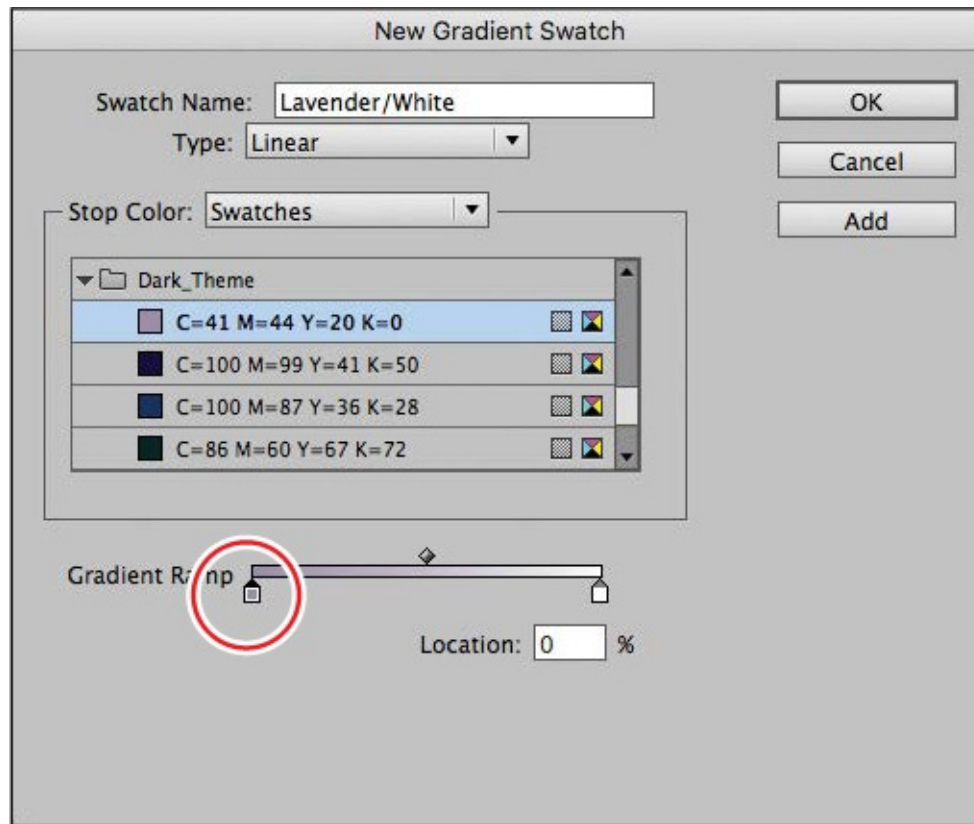 New Gradient Swatch
Swatch Name: Lavender/White
OK
Type: Linear
Cancel
Stop Color: Swatches
Add
Dark_Theme
C=41 M=44 Y=20 K=0
C=100 M=99 Y=41 K=50
C=100 M=87 Y=36 K=28
C=86 M=60 Y=67 K=72
Gradient Ramp
Location: 0 %